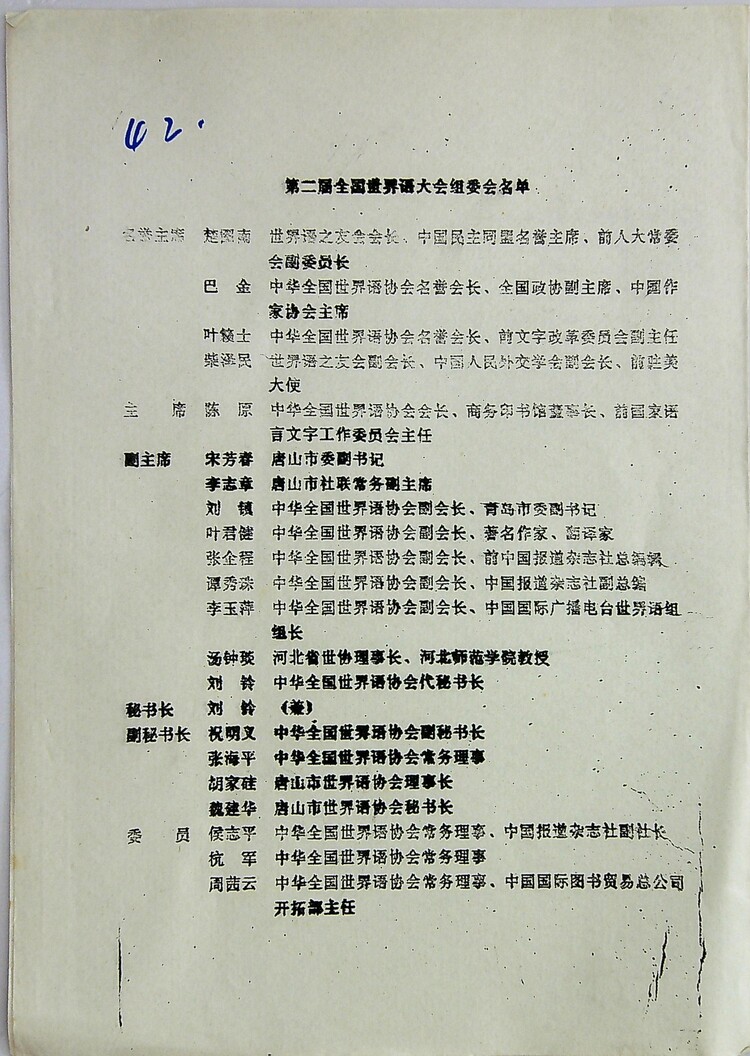 42.
第二届全国世界语大会组委会名单
名誉主席 楚图南 世界语之友会会长、中国民主同盟名誉主席、前人大常委
会副委员长
巴 金 中华全国世界语协会名誉会长、全国政协副主席、中国作
家协会主席
叶籁士 中华全国世界语协会名誉会长、前文字改革委员会副主任
柴泽民 世界语之友会副会长、中国人民外交学会副会长、前驻美
大使
主 席 陈 原 中华全国世界语协会会长、商务印书馆董事长、前国家语
言文字工作委员会主任
副主席 宋芳春 唐山市委副书记
李志章 唐山市社联常务副主席
刘 镇 中华全国世界语协会副会长、青岛市委副书记
叶君健 中华全国世界语协会副会长、著名作家、翻译家
张企程 中华全国世界语协会副会长、前中国报道杂志社总编辑
谭秀珠 中华全国世界语协会副会长、中国报道杂志社副总编
李玉萍 中华全国世界语协会副会长、中国国际广播电台世界语组
组长
汤钟琰 河北省世协理事长、河北师范学院教授
刘 铃 中华全国世界语协会代秘书长
秘书长 刘 铃 （兼）
副秘书长 祝明义 中华全国世界语协会副秘书长
张海平 中华全国世界语协会常务理事
胡家硅 唐山市世界语协会理事长
魏建华 唐山市世界语协会秘书长
委 员 侯志平 中华全国世界语协会常务理事、中国报道杂志社副社长
杭 军 中华全国世界语协会常务理事
周茜云 中华全国世界语协会常务理事、中国国际图书贸易总公司
开拓部主任